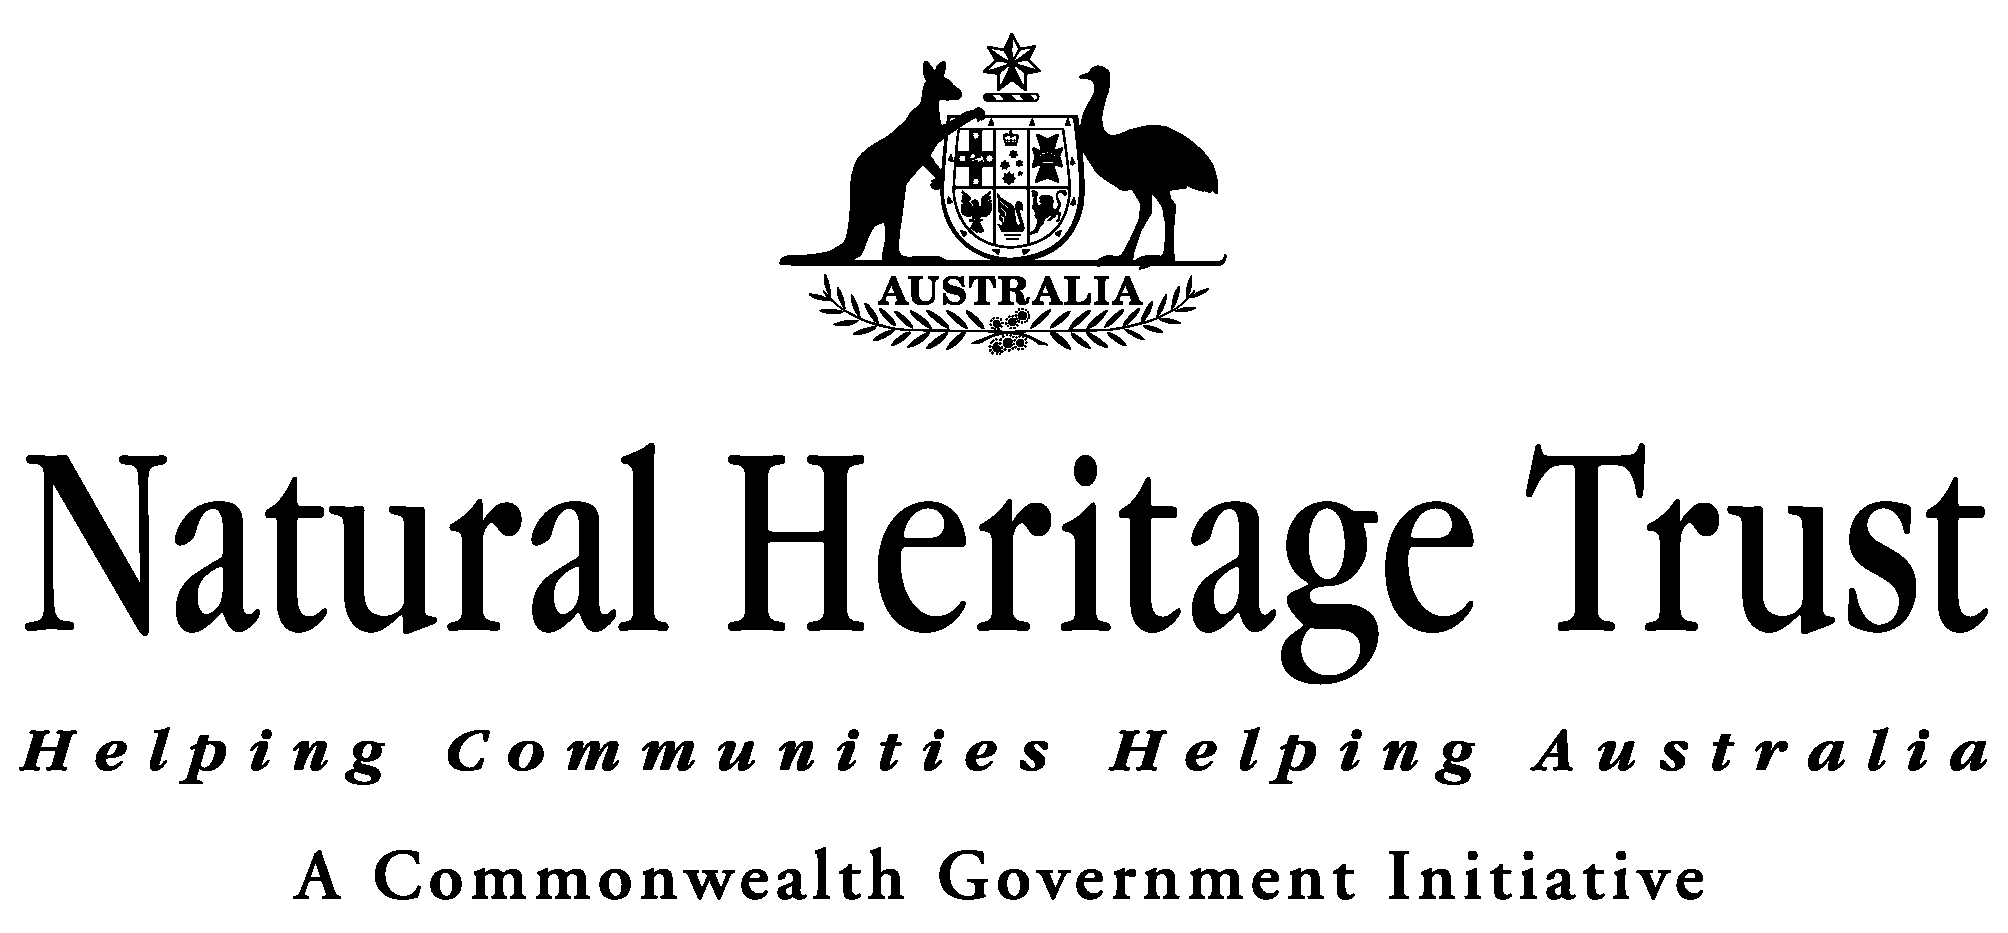 AUSTRALIA
Natural Heritage Trust
Helping Communities Helping Australia
A Commonwealth Government Initiative